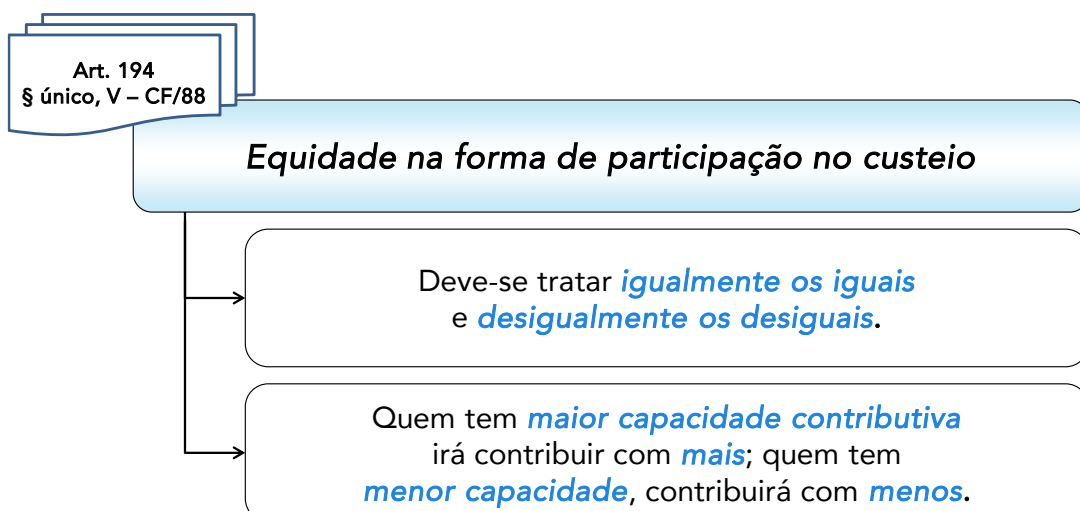 Art. 194
§ único, V – CF/88
Equidade na forma de participação no custeio
Deve-se tratar igualmente os iguais
e desigualmente os desiguais.
Quem tem maior capacidade contributiva
irá contribuir com mais; quem tem
menor capacidade, contribuirá com menos.